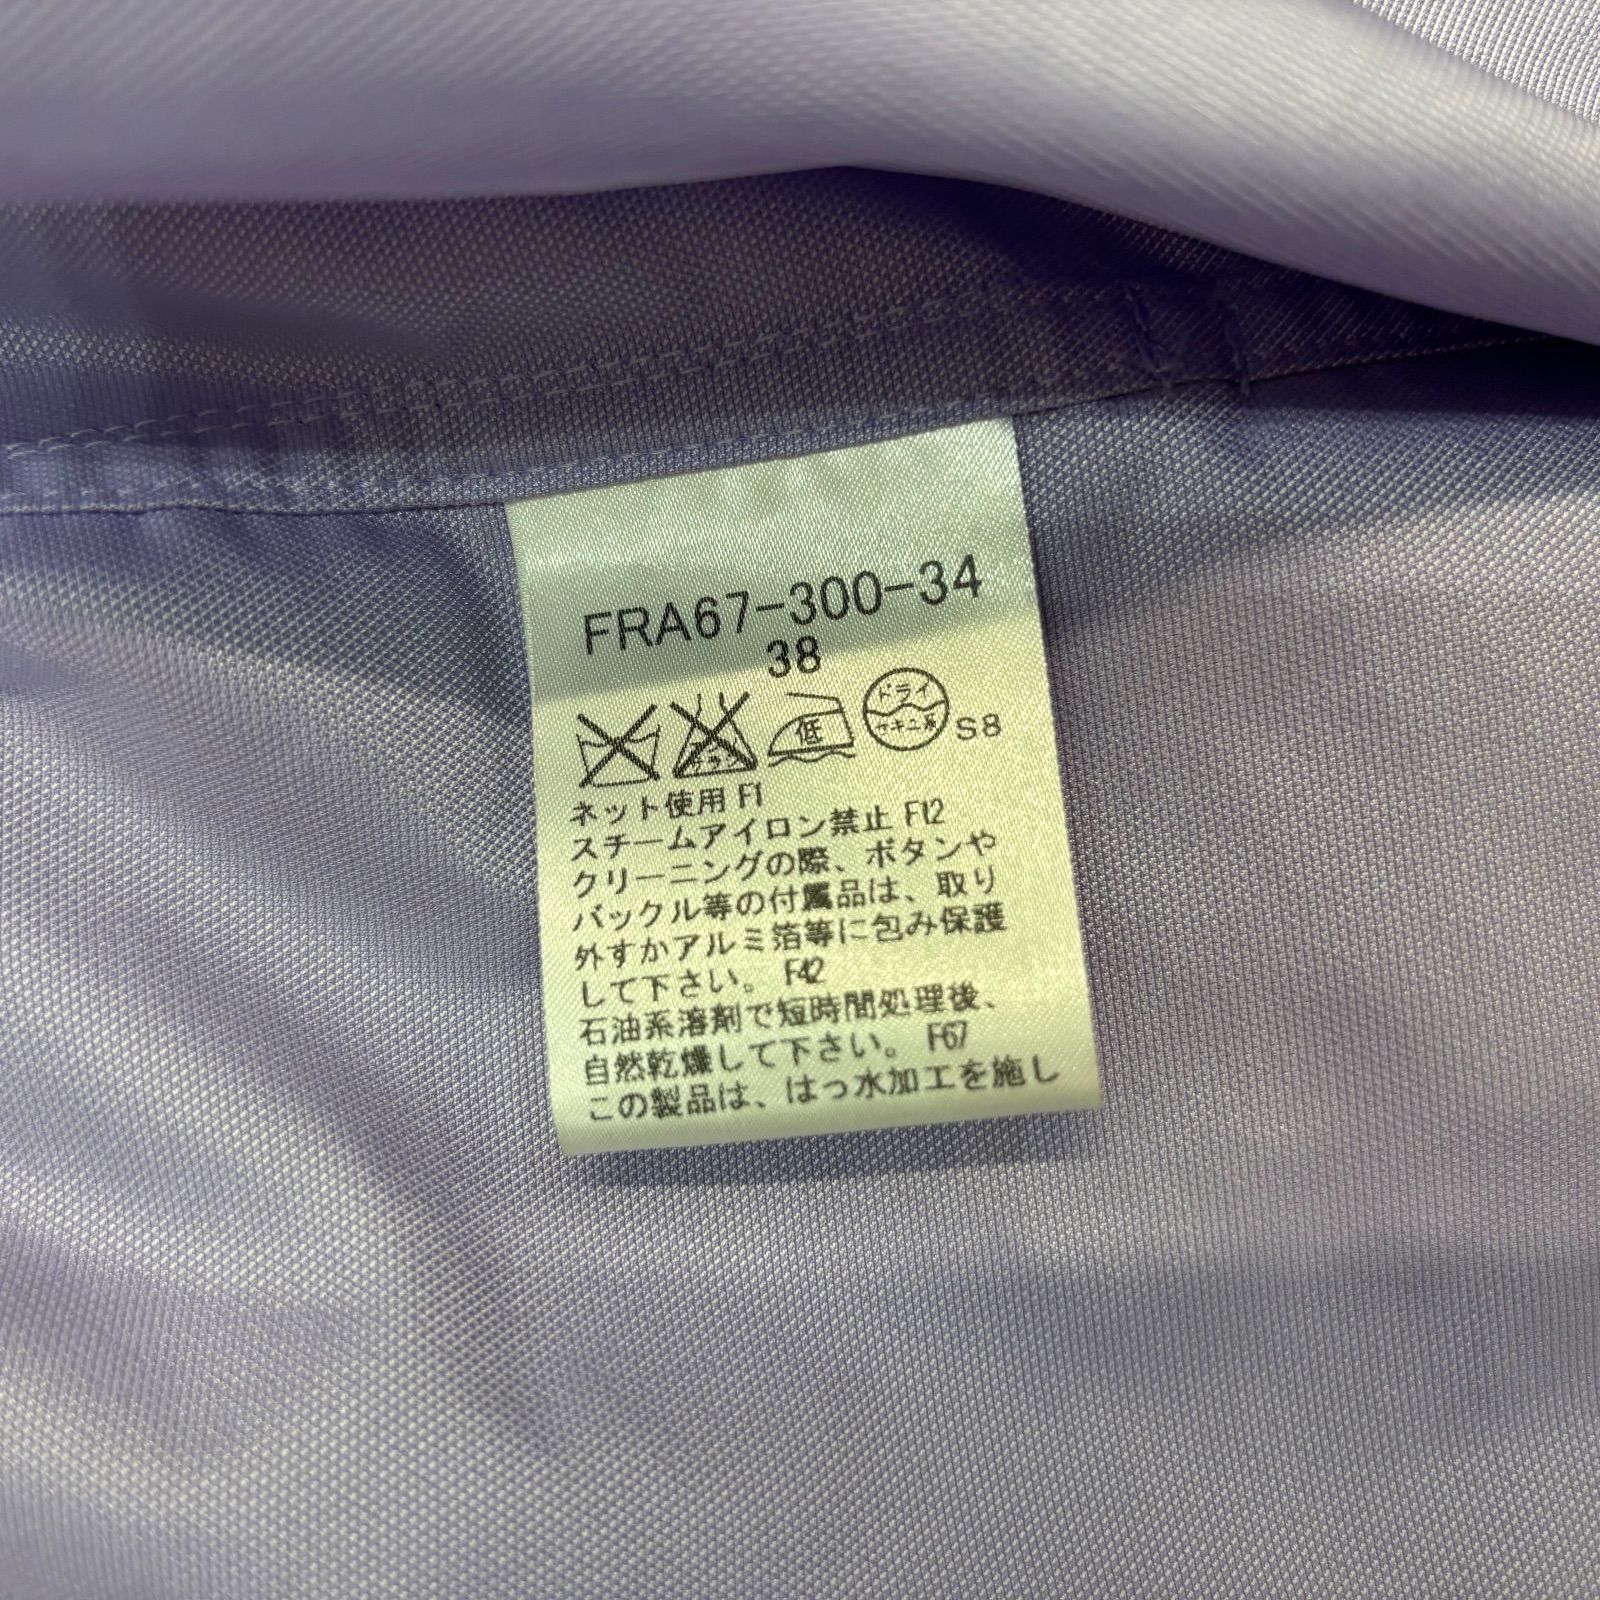 FRA67-300-34
38
エンソ
低
ドライ
セキユ系
S8
ネット使用 F1
スチームアイロン禁止 F12
クリーニングの際、ボタンや
バックル等の付属品は、取り
外すかアルミ箔等に包み保護
して下さい。 F42
石油系溶剤で短時間処理後、
自然乾燥して下さい。 F67
この製品は、はっ水加工を施し